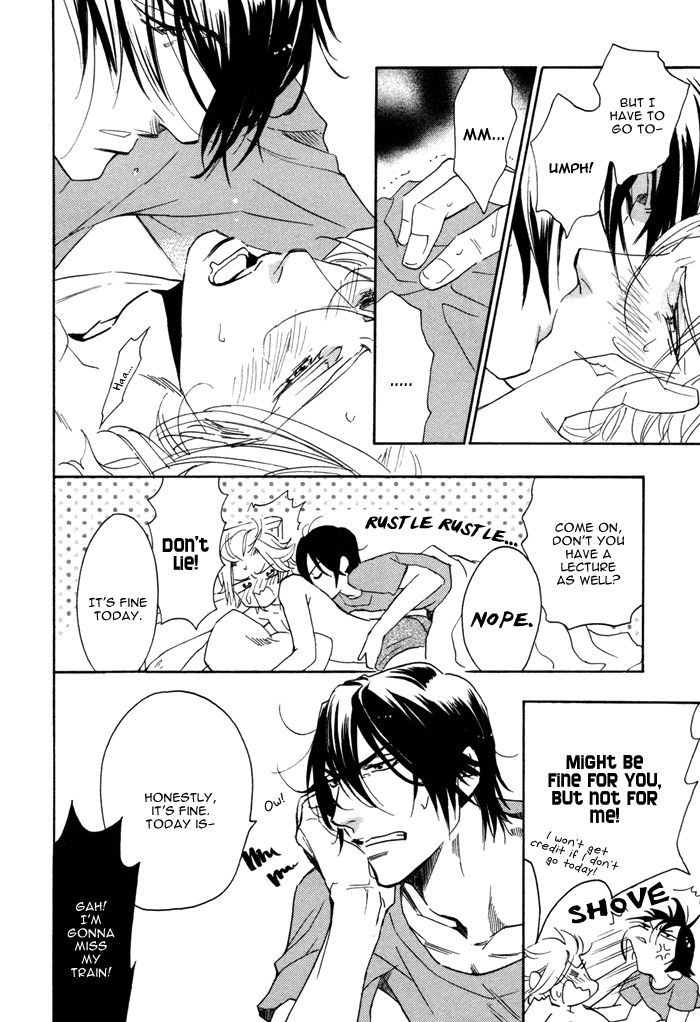 BUT I
HAVE TO
GO TO-
UMPH!
MM...
.....
Haa...
COME ON,
DON'T YOU
HAVE A
LECTURE
AS WELL?
NOPE.
RUSTLE RUSTLE...
DON'T
LIE!
IT'S FINE
TODAY.
MIGHT BE
FINE FOR YOU,
BUT NOT FOR
ME!
I won't get
credit if I don't
go today!
SHOVE
Ow!
HONESTLY,
IT'S FINE.
TODAY IS-
GAH!
I'M
GONNA
MISS
MY
TRAIN!